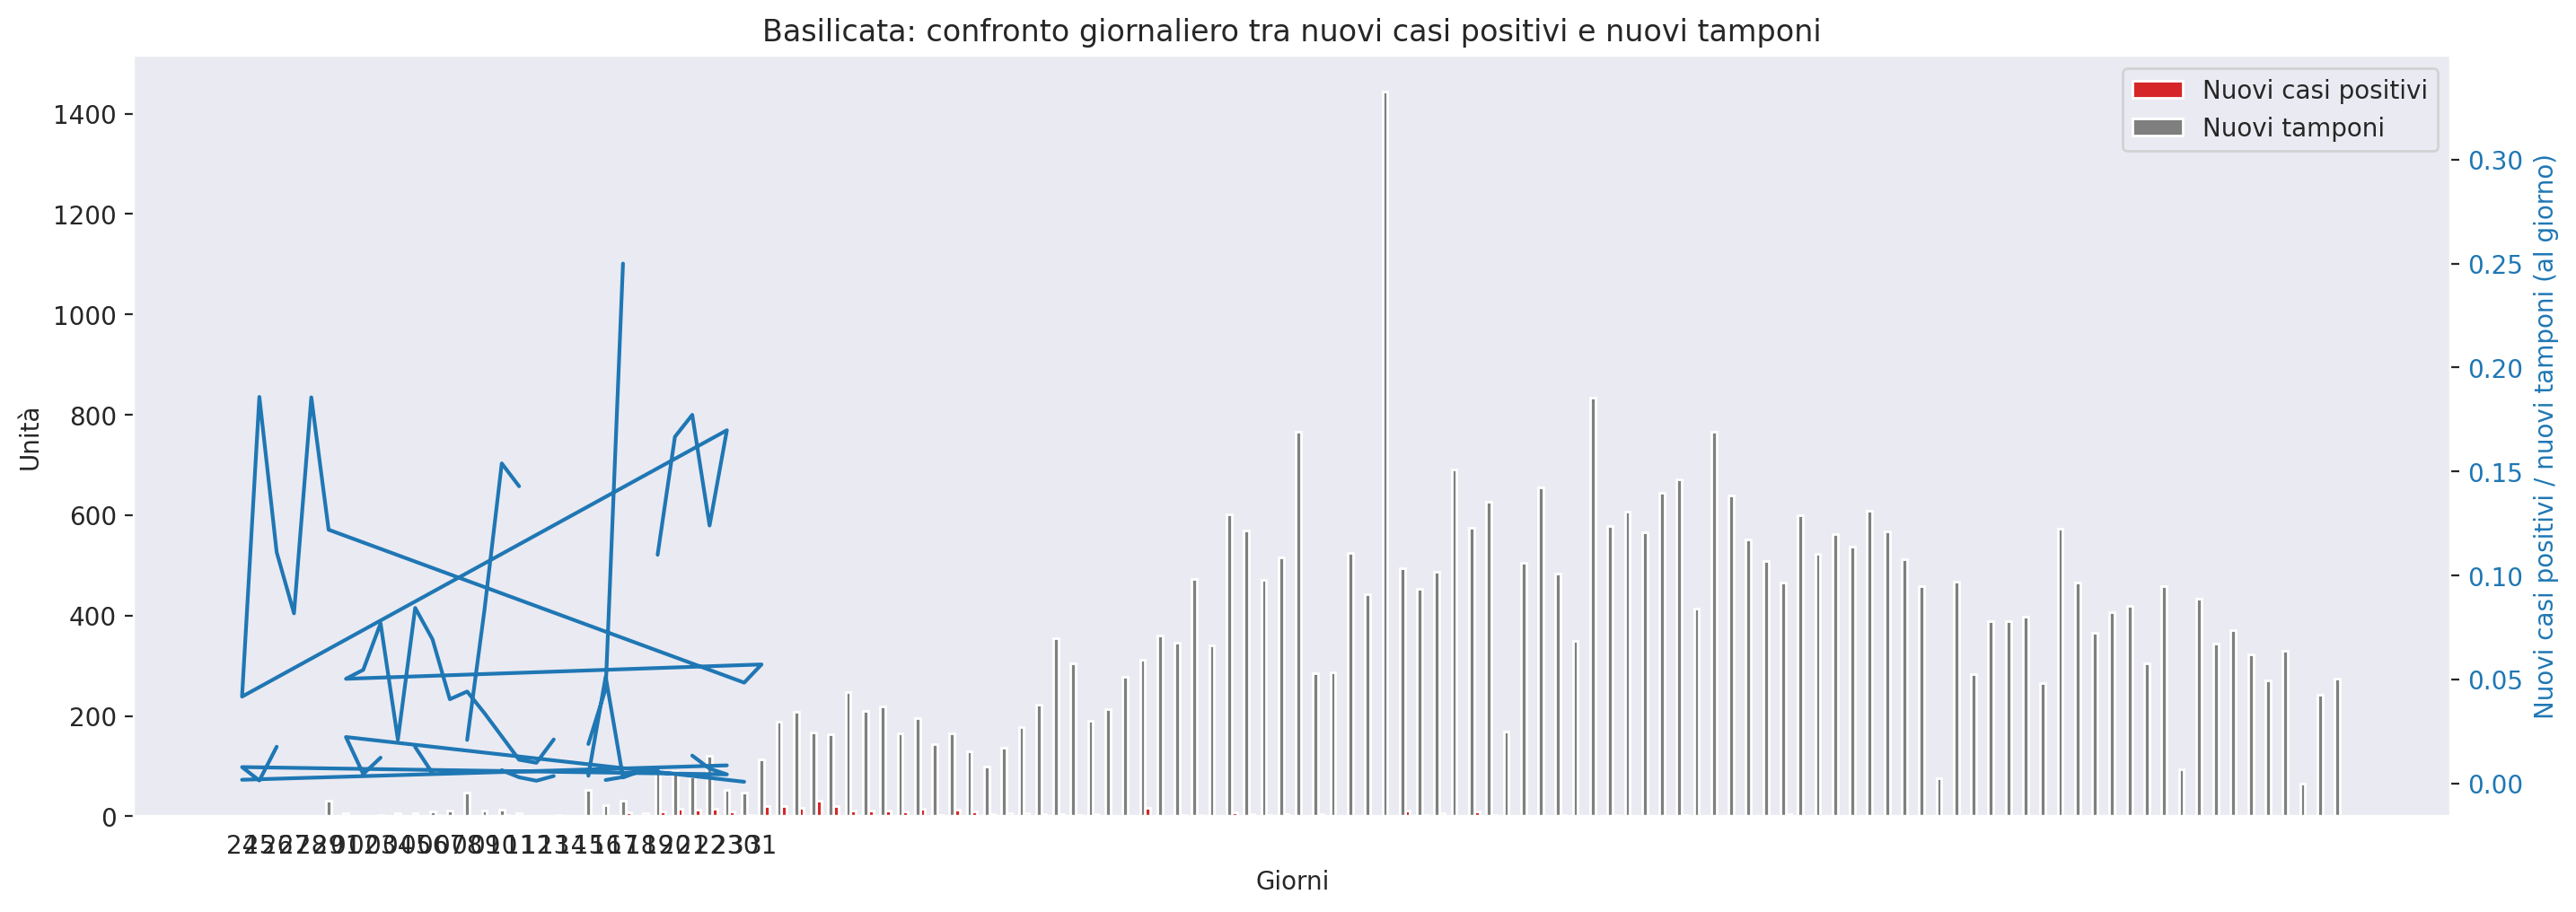 Basilicata: confronto giornaliero tra nuovi casi positivi e nuovi tamponi
Nuovi casi positivi
Nuovi tamponi
1400
1200
1000
800
600
400
200
0
Unità
0.30
0.25
0.20
0.15
0.10
0.05
0.00
Nuovi casi positivi / nuovi tamponi (al giorno)
Giorni